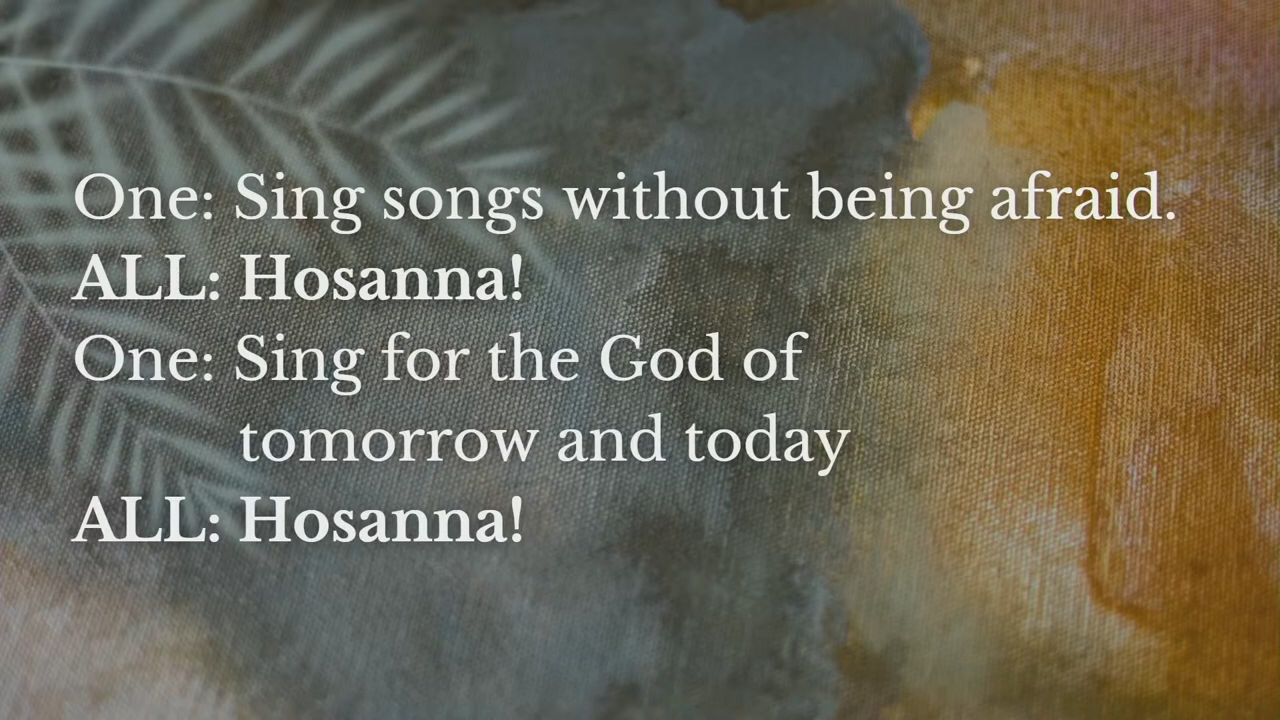 One: Sing songs without being afraid.
ALL: Hosanna!
One: Sing for the God of
tomorrow and today
ALL: Hosanna!